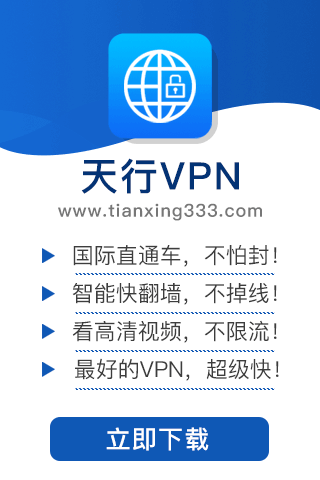 天行VPN
www.tianxing333.com
国际直通车，不怕封！
智能快翻墙，不掉线！
看高清视频，不限流！
最好的VPN，超级快！
立即下载